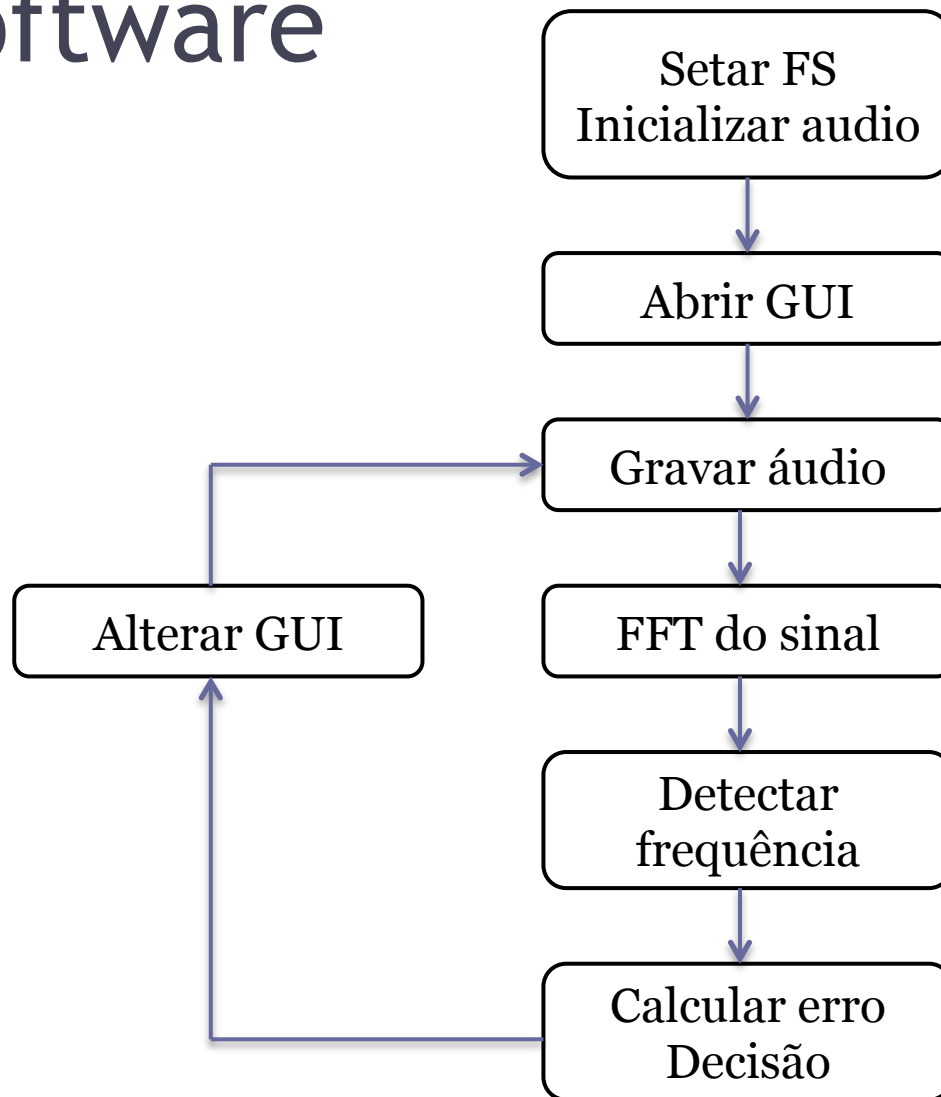 oftware
Setar FS
Inicializar audio
Abrir GUI
Gravar áudio
Alterar GUI
FFT do sinal
Detectar
frequência
Calcular erro
Decisão